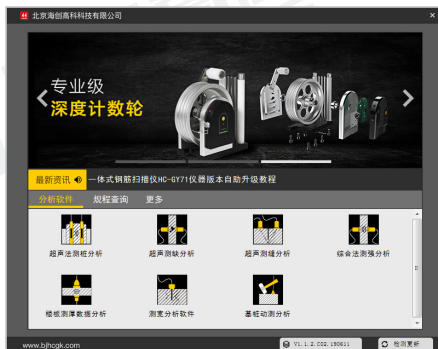 北京海创高科科技有限公司
专业级
深度计数轮
最新资讯 一体式钢筋扫描仪HC-GY71仪器版本自助升级教程
分析软件 规程查询 更多
超声法测桩分析 超声测缺分析 超声测缝分析 综合法测强分析
楼板测厚数据分析 测宽分析软件 基桩动测分析
www.bjhcgk.com V1.1.2.C02.190611 检测更新